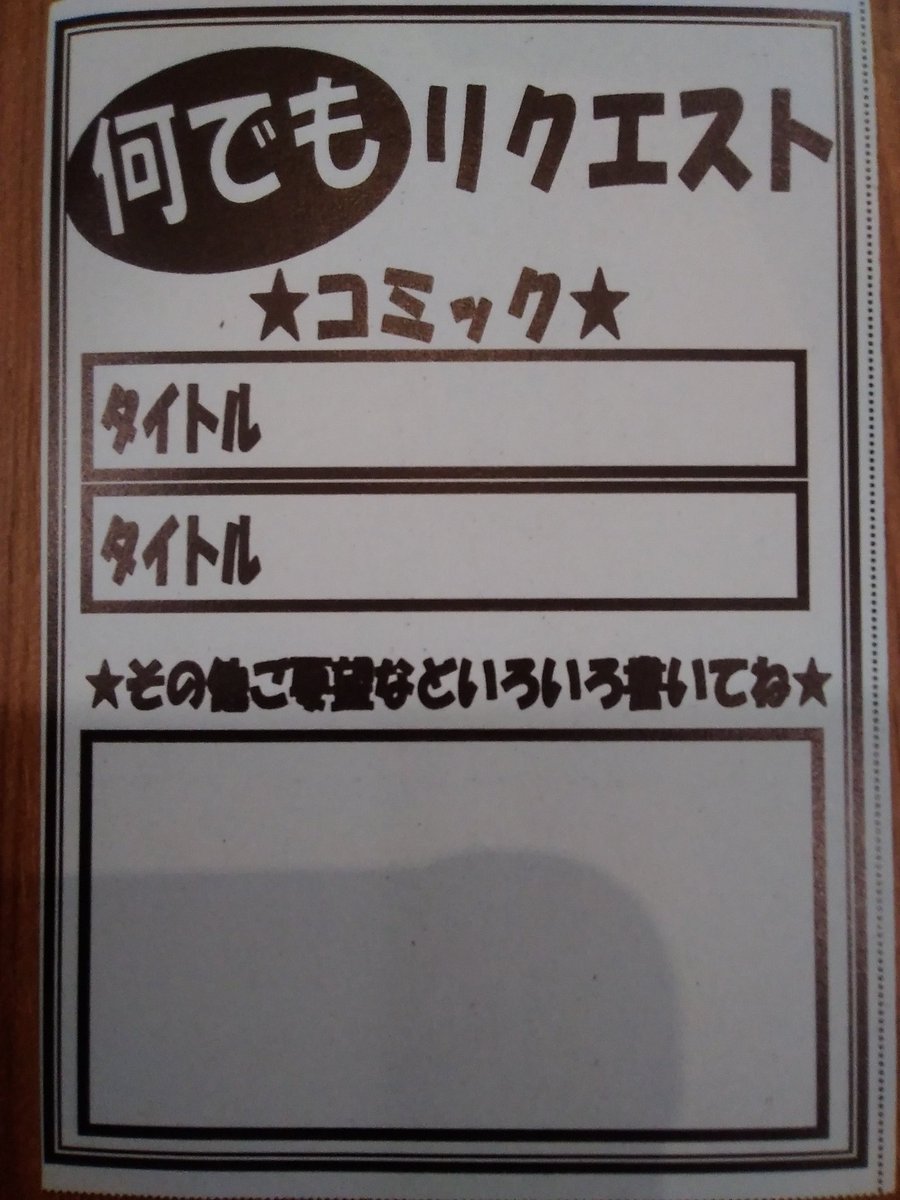 何でもリクエスト
★コミック★
タイトル
タイトル
★その他ご要望などいろいろ書いてね★